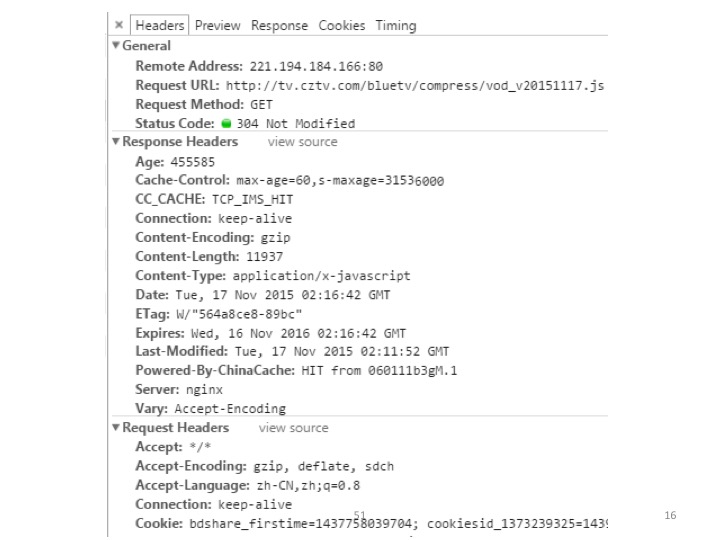 × Headers Preview Response Cookies Timing
▼General
Remote Address: 221.194.184.166:80
Request URL: http://tv.cztv.com/bluetv/compress/vod_v20151117.js
Request Method: GET
Status Code: 304 Not Modified
▼Response Headers view source
Age: 455585
Cache-Control: max-age=60,s-maxage=31536000
CC_CACHE: TCP_IMS_HIT
Connection: keep-alive
Content-Encoding: gzip
Content-Length: 11937
Content-Type: application/x-javascript
Date: Tue, 17 Nov 2015 02:16:42 GMT
ETag: W/"564a8ce8-89bc"
Expires: Wed, 16 Nov 2016 02:16:42 GMT
Last-Modified: Tue, 17 Nov 2015 02:11:52 GMT
Powered-By-ChinaCache: HIT from 060111b3gM.1
Server: nginx
Vary: Accept-Encoding
▼Request Headers view source
Accept: */*
Accept-Encoding: gzip, deflate, sdch
Accept-Language: zh-CN,zh;q=0.8
Connection: keep-alive
51 16
Cookie: bdshare_firstime=1437758039704; cookiesid_1373239325=1439